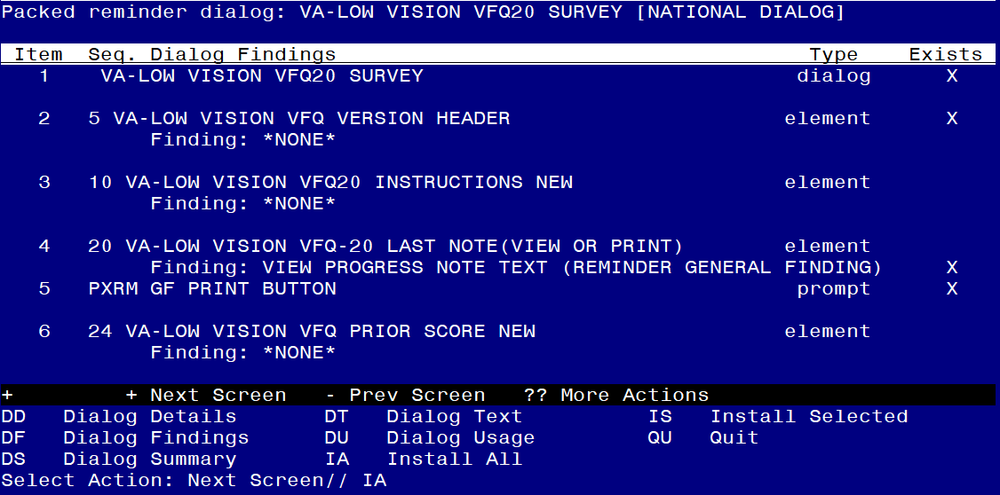 Packed reminder dialog: VA-LOW VISION VFQ20 SURVEY [NATIONAL DIALOG]
Item Seq. Dialog Findings Type Exists
1 VA-LOW VISION VFQ20 SURVEY dialog X
2 5 VA-LOW VISION VFQ VERSION HEADER element X
Finding: *NONE*
3 10 VA-LOW VISION VFQ20 INSTRUCTIONS NEW element
Finding: *NONE*
4 20 VA-LOW VISION VFQ-20 LAST NOTE(VIEW OR PRINT) element
Finding: VIEW PROGRESS NOTE TEXT (REMINDER GENERAL FINDING) X
5 PXRM GF PRINT BUTTON prompt X
6 24 VA-LOW VISION VFQ PRIOR SCORE NEW element
Finding: *NONE*
+ + Next Screen - Prev Screen ?? More Actions
DD Dialog Details DT Dialog Text IS Install Selected
DF Dialog Findings DU Dialog Usage QU Quit
DS Dialog Summary IA Install All
Select Action: Next Screen// IA